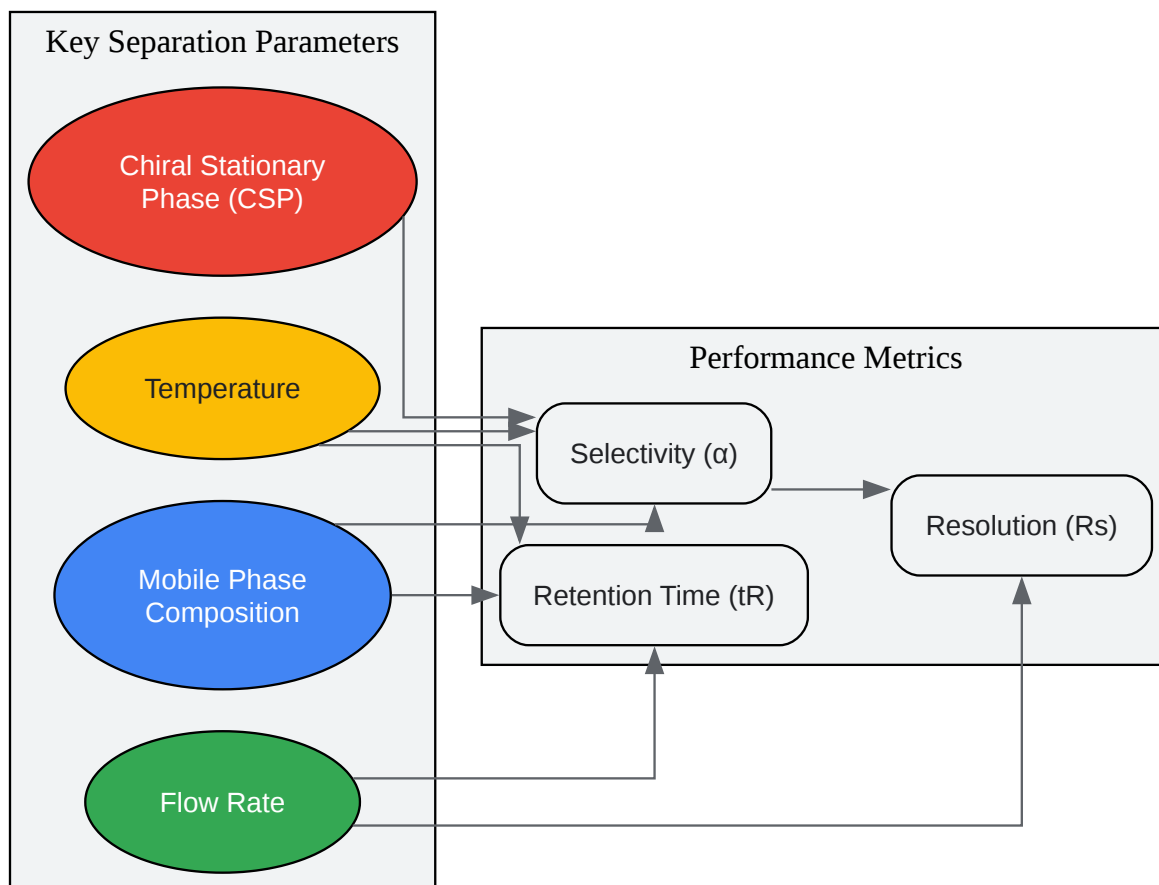 Key Separation Parameters
Chiral Stationary
Phase (CSP)
Temperature
Mobile Phase
Composition
Flow Rate
Performance Metrics
Selectivity (α)
Retention Time (tR)
Resolution (Rs)